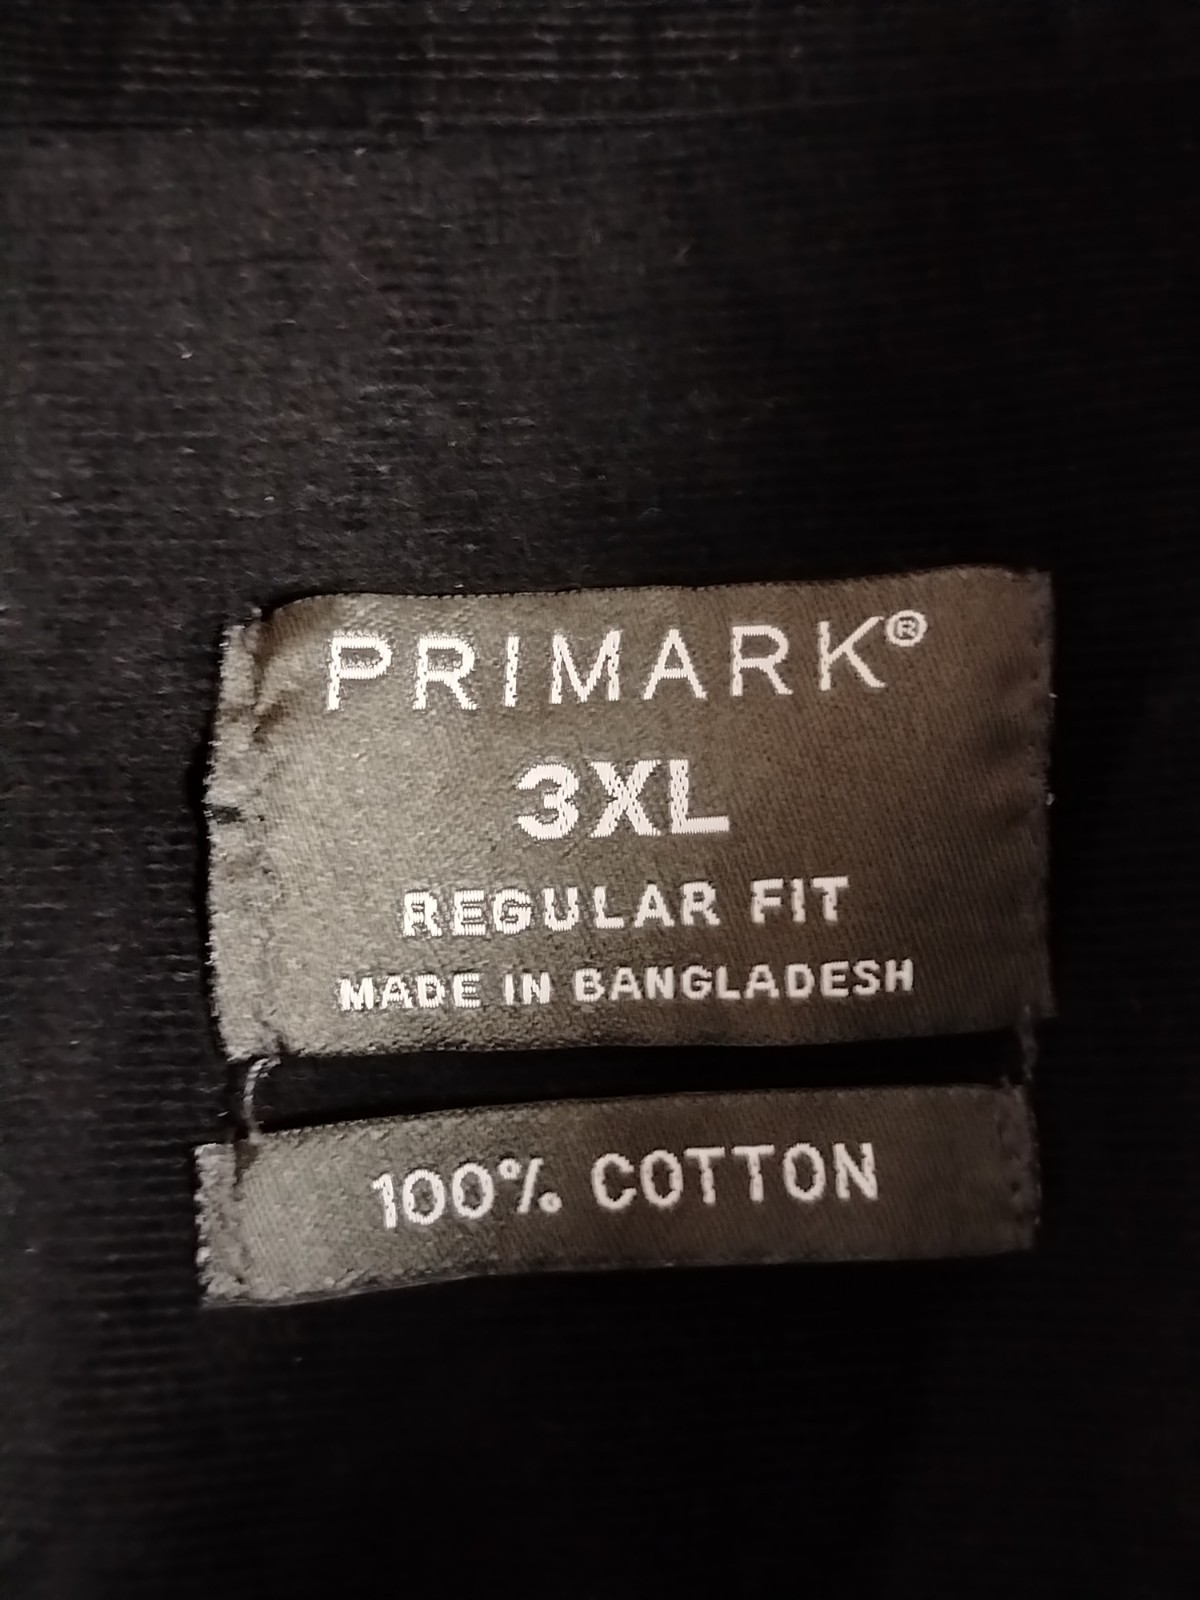 PRIMARK®
3XL
REGULAR FIT
MADE IN BANGLADESH
100% COTTON